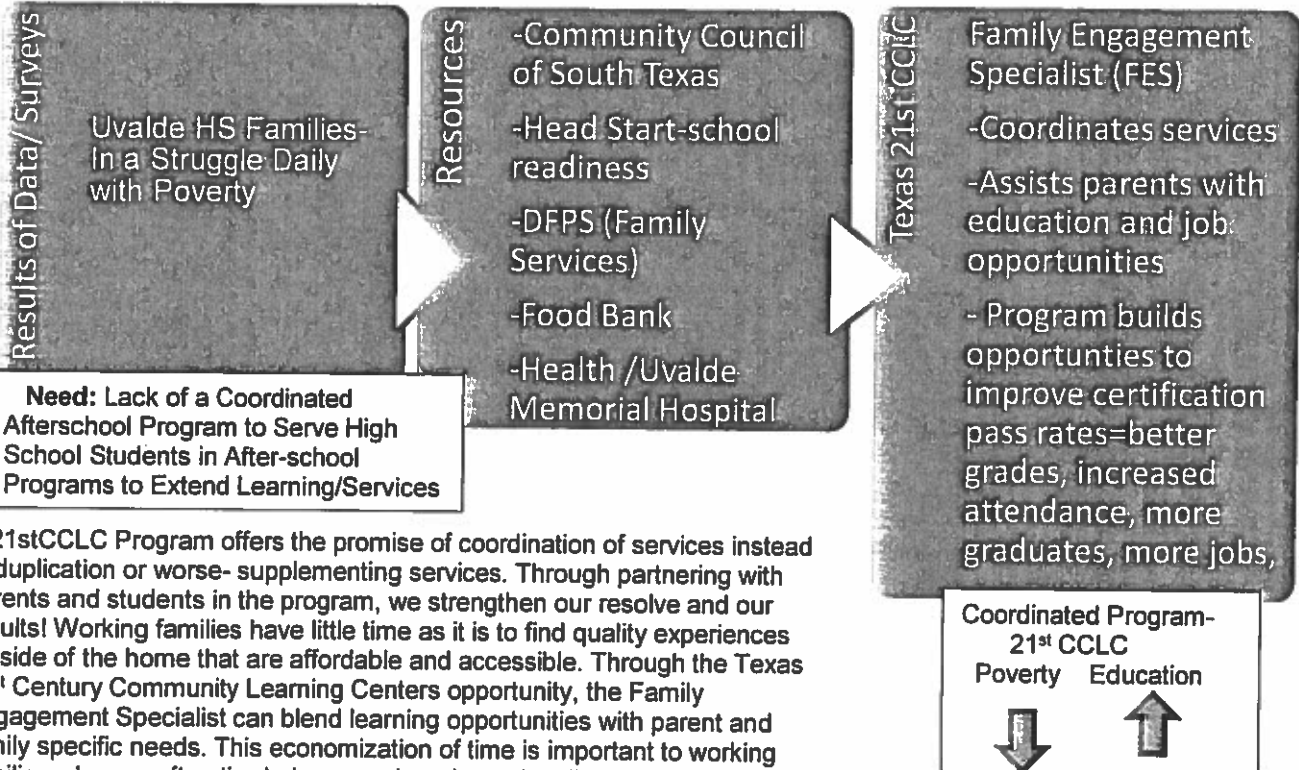 Results of Data/ Surveys
Uvalde HS Families-
In a Struggle Daily
with Poverty
Need: Lack of a Coordinated
Afterschool Program to Serve High
School Students in After-school
Programs to Extend Learning/Services
Resources
-Community Council
of South Texas
-Head Start-school
readiness
-DFPS (Family
Services)
-Food Bank
-Health /Uvalde
Memorial Hospital
Texas 21st CCLC
Family Engagement
Specialist (FES)
-Coordinates services
-Assists parents with
education and job
opportunities
- Program builds
opportunties to
improve certification
pass rates=better
grades, increased
attendance, more
graduates, more jobs,
Coordinated Program-
21st CCLC
Poverty Education
21stCCLC Program offers the promise of coordination of services instead
duplication or worse- supplementing services. Through partnering with
rents and students in the program, we strengthen our resolve and our
ults! Working families have little time as it is to find quality experiences
side of the home that are affordable and accessible. Through the Texas
Century Community Learning Centers opportunity, the Family
gagement Specialist can blend learning opportunities with parent and
nily specific needs. This economization of time is important to working